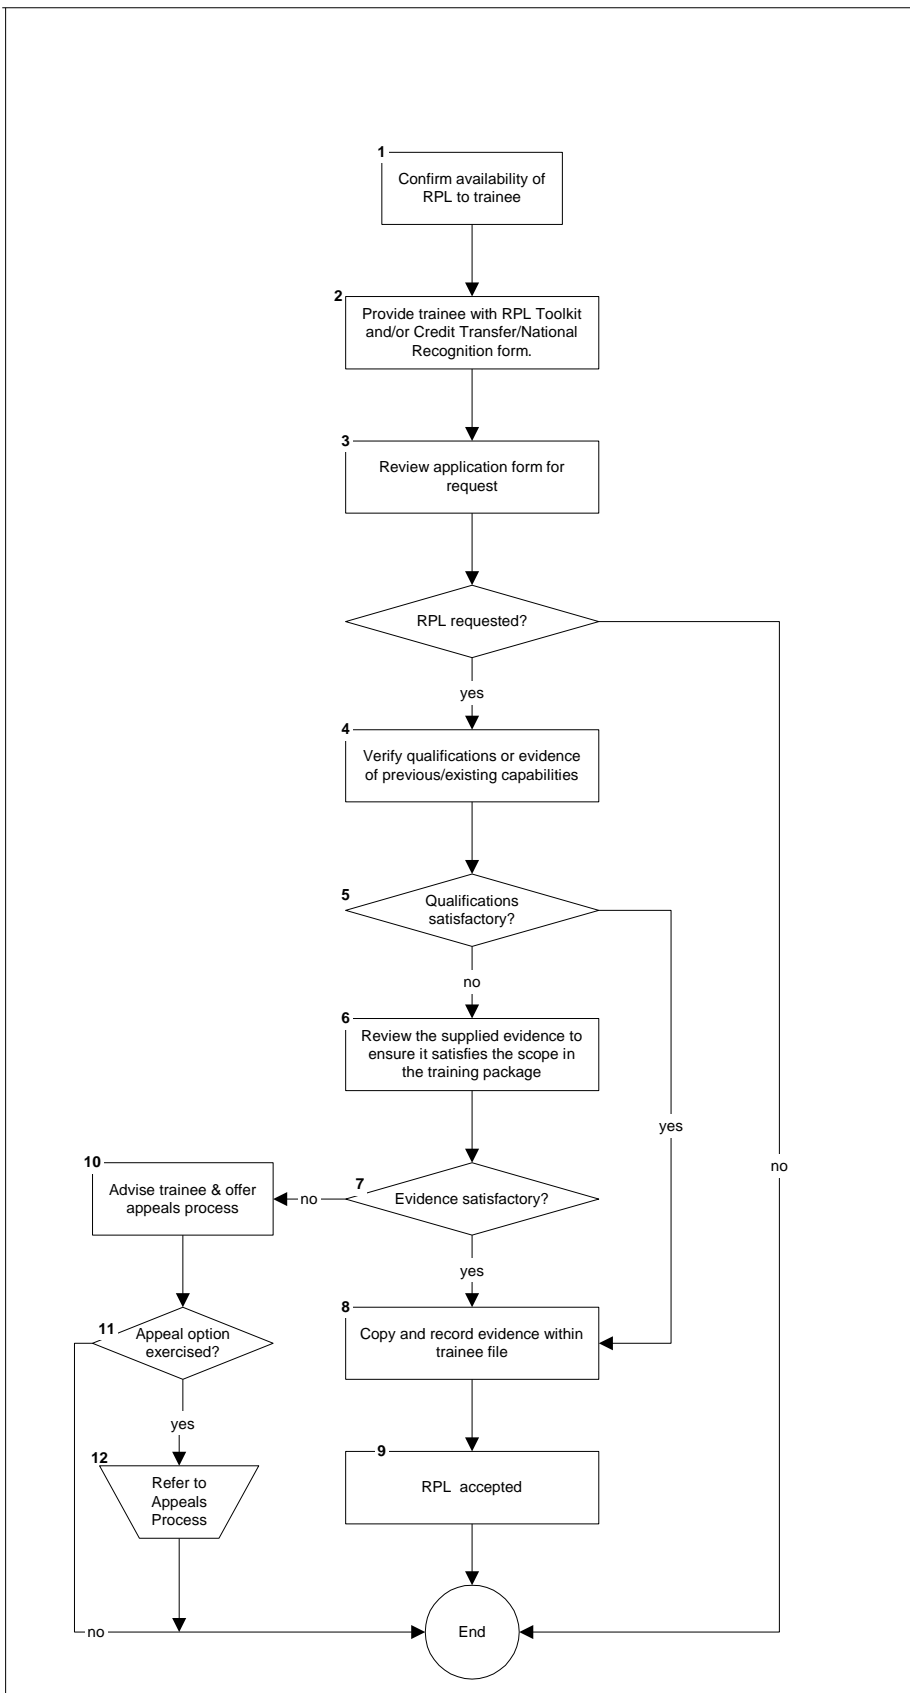 1
Confirm availability of
RPL to trainee
2
Provide trainee with RPL Toolkit
and/or Credit Transfer/National
Recognition form.
3
Review application form for
request
RPL requested?
yes
4
Verify qualifications or evidence
of previous/existing capabilities
5
Qualifications
satisfactory?
no
6
Review the supplied evidence to
ensure it satisfies the scope in
the training package
yes
no
10
Advise trainee & offer
appeals process
no
7
Evidence satisfactory?
yes
11
Appeal option
exercised?
8
Copy and record evidence within
trainee file
yes
12
Refer to
Appeals
Process
9
RPL accepted
no
End